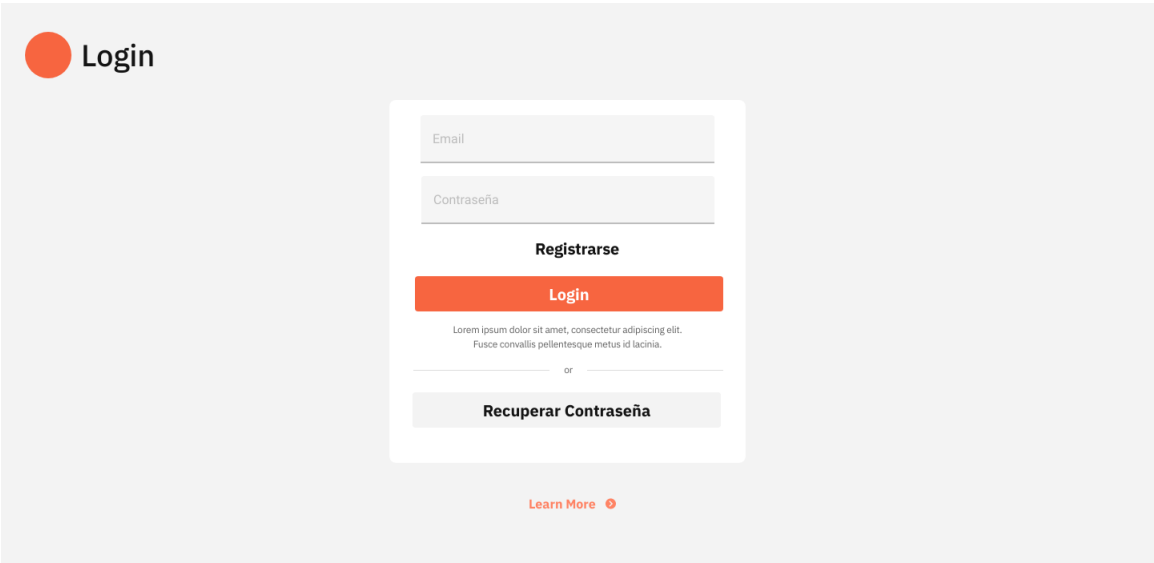 Login
Email
Contraseña
Registrarse
Login
Lorem ipsum dolor sit amet, consectetur adipiscing elit.
Fusce convallis pellentesque metus id lacinia.
or
Recuperar Contraseña
Learn More